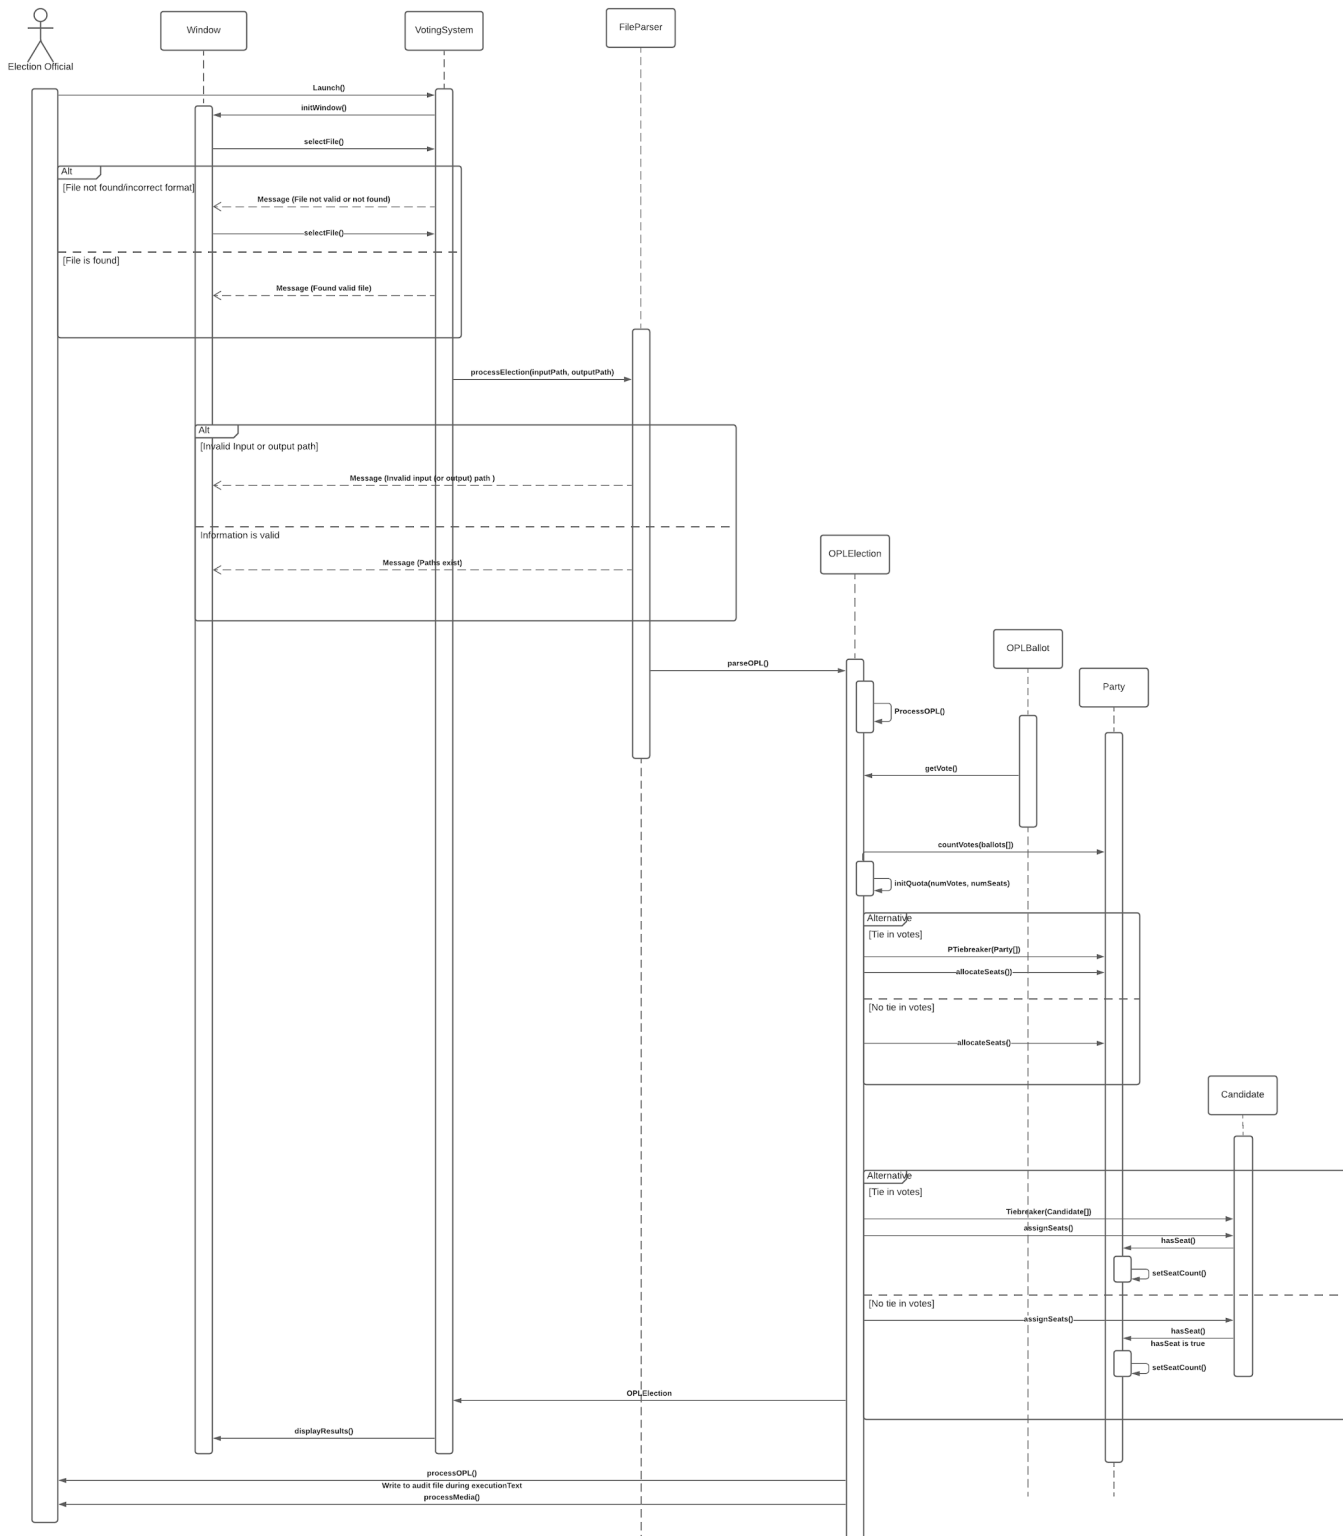 Window
VotingSystem
FileParser
Election Official
Launch()
initWindow()
selectFile()
Alt
[File not found/incorrect format]
Message (File not valid or not found)
selectFile()
[File is found]
Message (Found valid file)
processElection(inputPath, outputPath)
Alt
[Invalid Input or output path]
Message (Invalid input (or output) path )
Information is valid
Message (Paths exist)
OPLElection
OPLBallot
parseOPL()
Party
ProcessOPL()
getVote()
countVotes(ballots[])
initQuota(numVotes, numSeats)
Alternative
[Tie in votes]
PTiebreaker(Party[])
allocateSeats())
[No tie in votes]
allocateSeats()
Candidate
Alternative
[Tie in votes]
Tiebreaker(Candidate[])
assignSeats()
hasSeat()
setSeatCount()
[No tie in votes]
assignSeats()
hasSeat()
hasSeat is true
setSeatCount()
OPLElection
displayResults()
processOPL()
Write to audit file during executionText
processMedia()